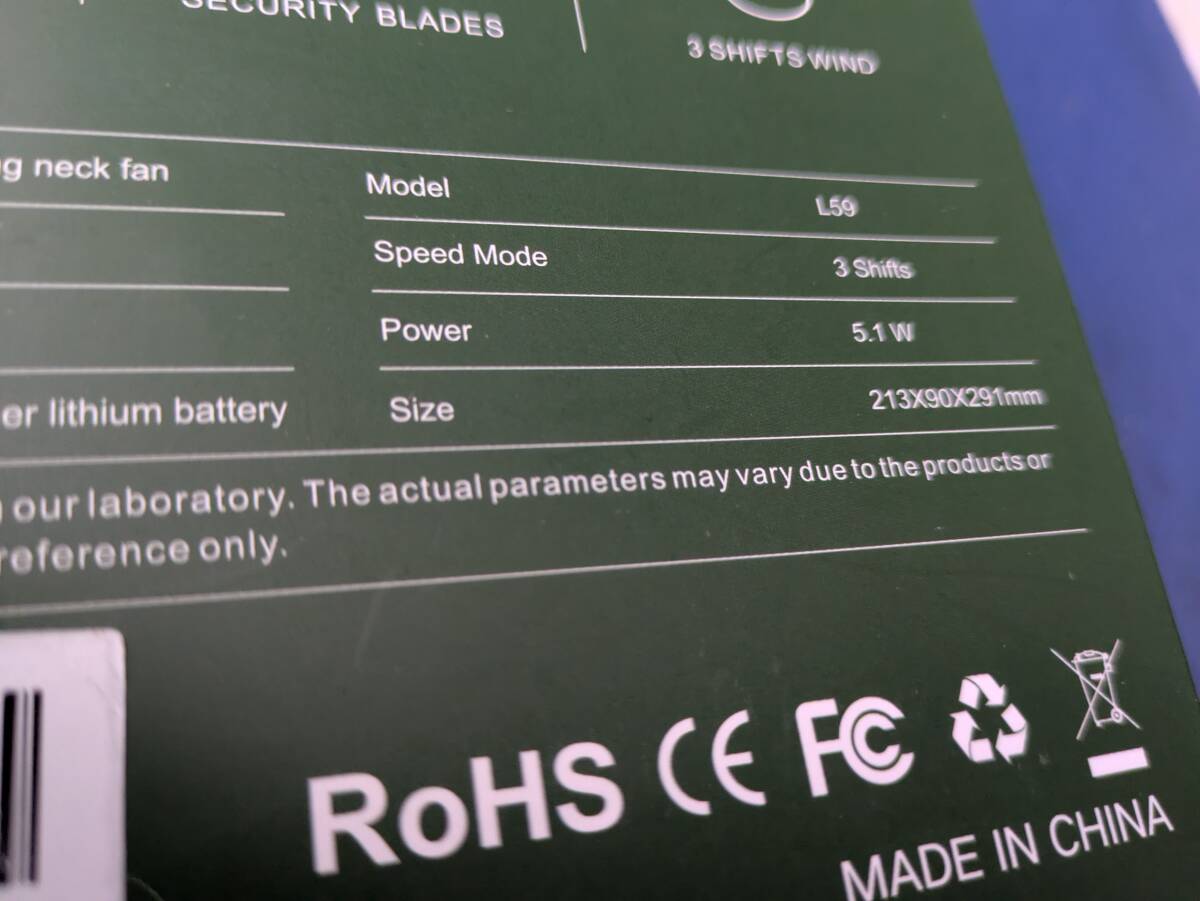 SECURITY BLADES
3 SHIFTS WIND
g neck fan
Model L59
Speed Mode 3 Shifts
Power 5.1 W
er lithium battery Size 213X90X291mm
our laboratory. The actual parameters may vary due to the products or
reference only.
RoHS CE FC
MADE IN CHINA